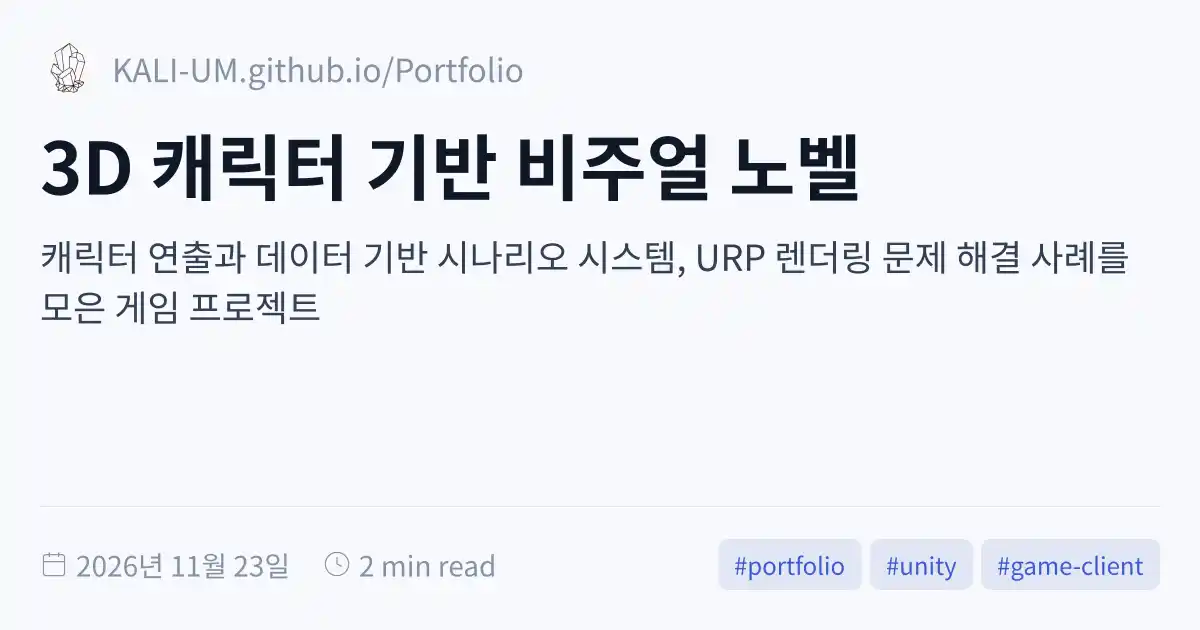 KALI-UM.github.io/Portfolio
3D 캐릭터 기반 비주얼 노벨
캐릭터 연출과 데이터 기반 시나리오 시스템, URP 렌더링 문제 해결 사례를
모은 게임 프로젝트
2026년 11월 23일 2 min read #portfolio #unity #game-client